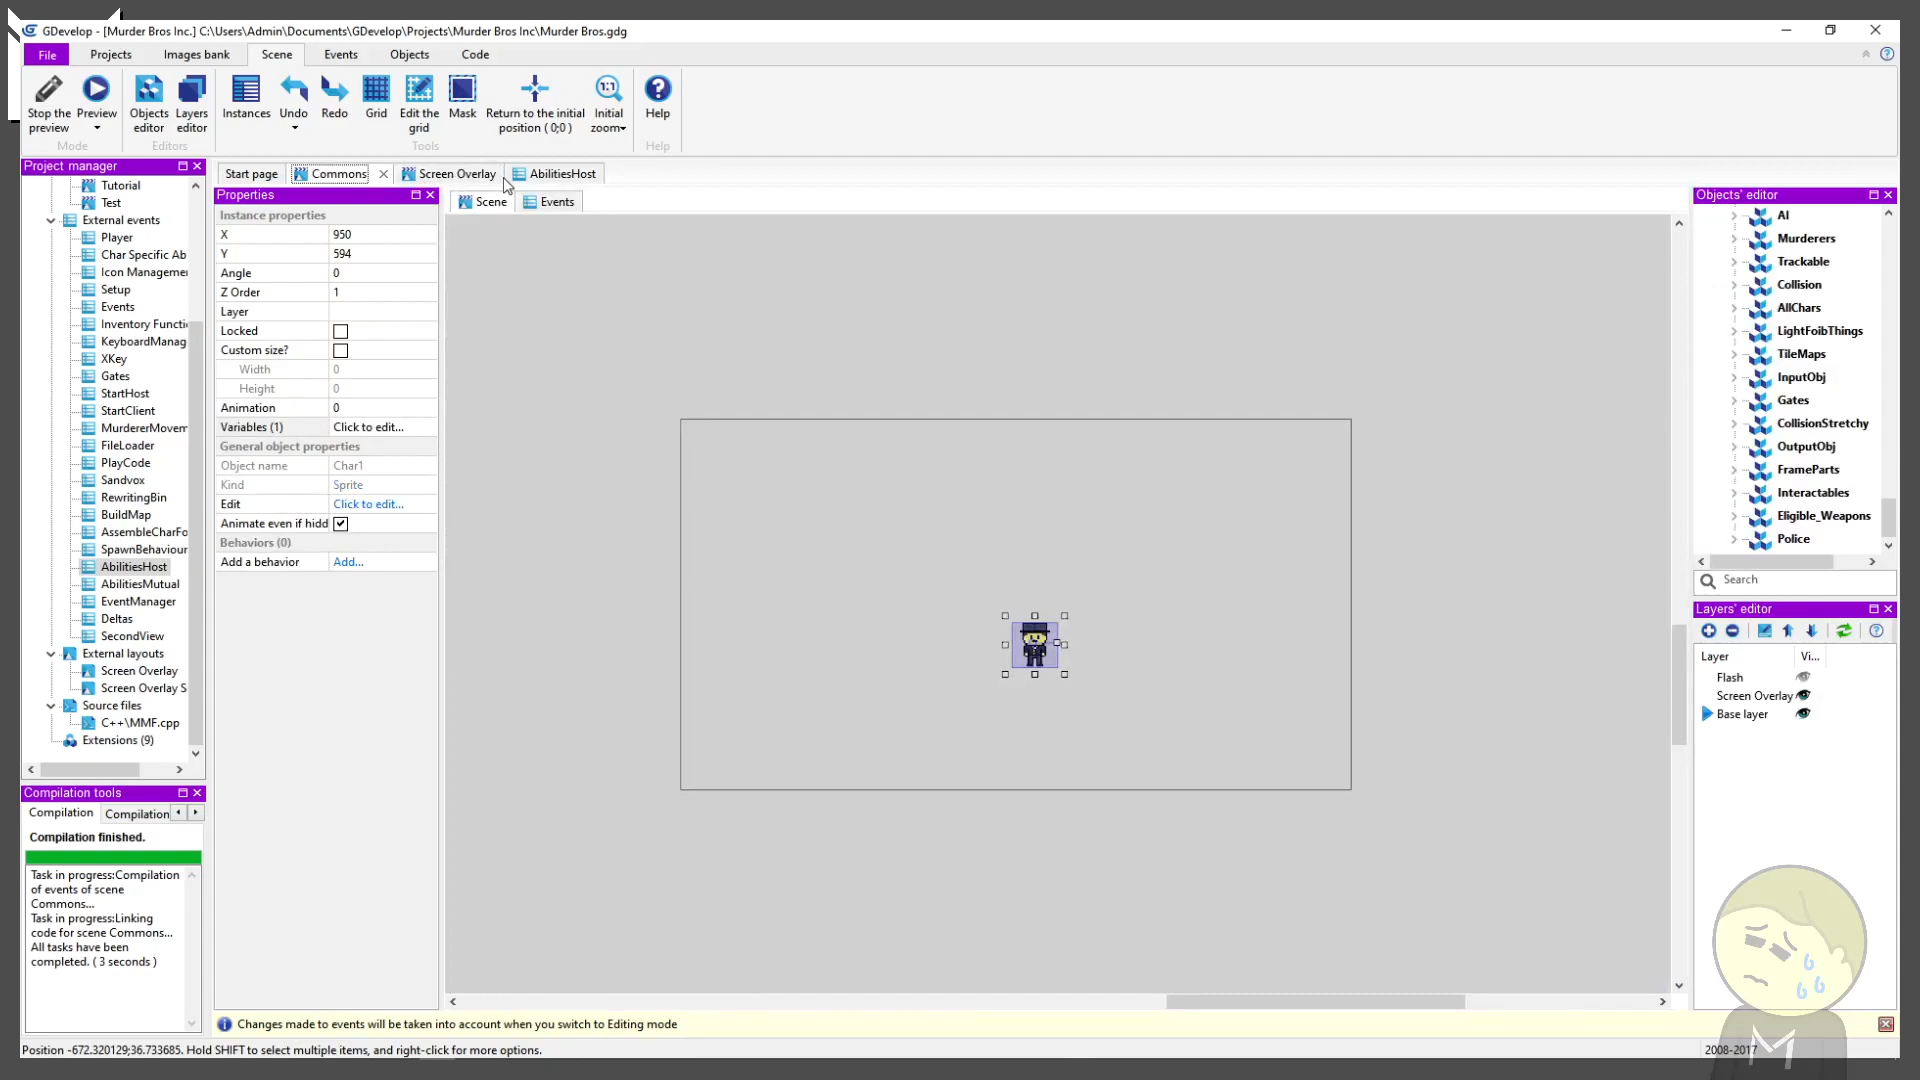 GDevelop - [Murder Bros Inc.] C:\Users\Admin\Documents\GDevelop\Projects\Murder Bros Inc\Murder Bros.gdg
File
Projects
Images bank
Scene
Events
Objects
Code
Stop the preview
Preview
Objects editor
Layers editor
Instances
Undo
Redo
Grid
Edit the grid
Mask
Return to the initial position ( 0;0 )
1:1
Initial zoom
Help
Mode
Editors
Tools
Help
Project manager
Tutorial
Test
External events
Player
Char Specific Ab
Icon Manageme
Setup
Events
Inventory Functi
KeyboardManag
XKey
Gates
StartHost
StartClient
MurdererMovem
FileLoader
PlayCode
Sandvox
RewritingBin
BuildMap
AssembleCharFo
SpawnBehaviour
AbilitiesHost
AbilitiesMutual
EventManager
Deltas
SecondView
External layouts
Screen Overlay
Screen Overlay S
Source files
C++\MMF.cpp
Extensions (9)
Compilation tools
Compilation
Compilation
Compilation finished.
Task in progress:Compilation
of events of scene
Commons...
Task in progress:Linking
code for scene Commons...
All tasks have been
completed. ( 3 seconds )
Start page
Commons
Screen Overlay
AbilitiesHost
Properties
Instance properties
X 950
Y 594
Angle 0
Z Order 1
Layer
Locked
Custom size?
Width 0
Height 0
Animation 0
Variables (1) Click to edit...
General object properties
Object name Char1
Kind Sprite
Edit Click to edit...
Animate even if hidd
Behaviors (0)
Add a behavior Add...
Scene
Events
Objects' editor
AI
Murderers
Trackable
Collision
AllChars
LightFoibThings
TileMaps
InputObj
Gates
CollisionStretchy
OutputObj
FrameParts
Interactables
Eligible_Weapons
Police
Search
Layers' editor
Layer Vi...
Flash
Screen Overlay
Base layer
Changes made to events will be taken into account when you switch to Editing mode
Position -672.320129;36.733685. Hold SHIFT to select multiple items, and right-click for more options.
2008-2017